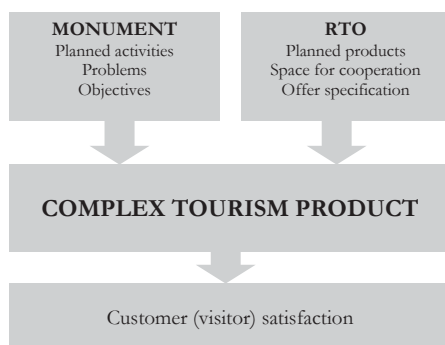 MONUMENT
Planned activities
Problems
Objectives
RTO
Planned products
Space for cooperation
Offer specification
COMPLEX TOURISM PRODUCT
Customer (visitor) satisfaction